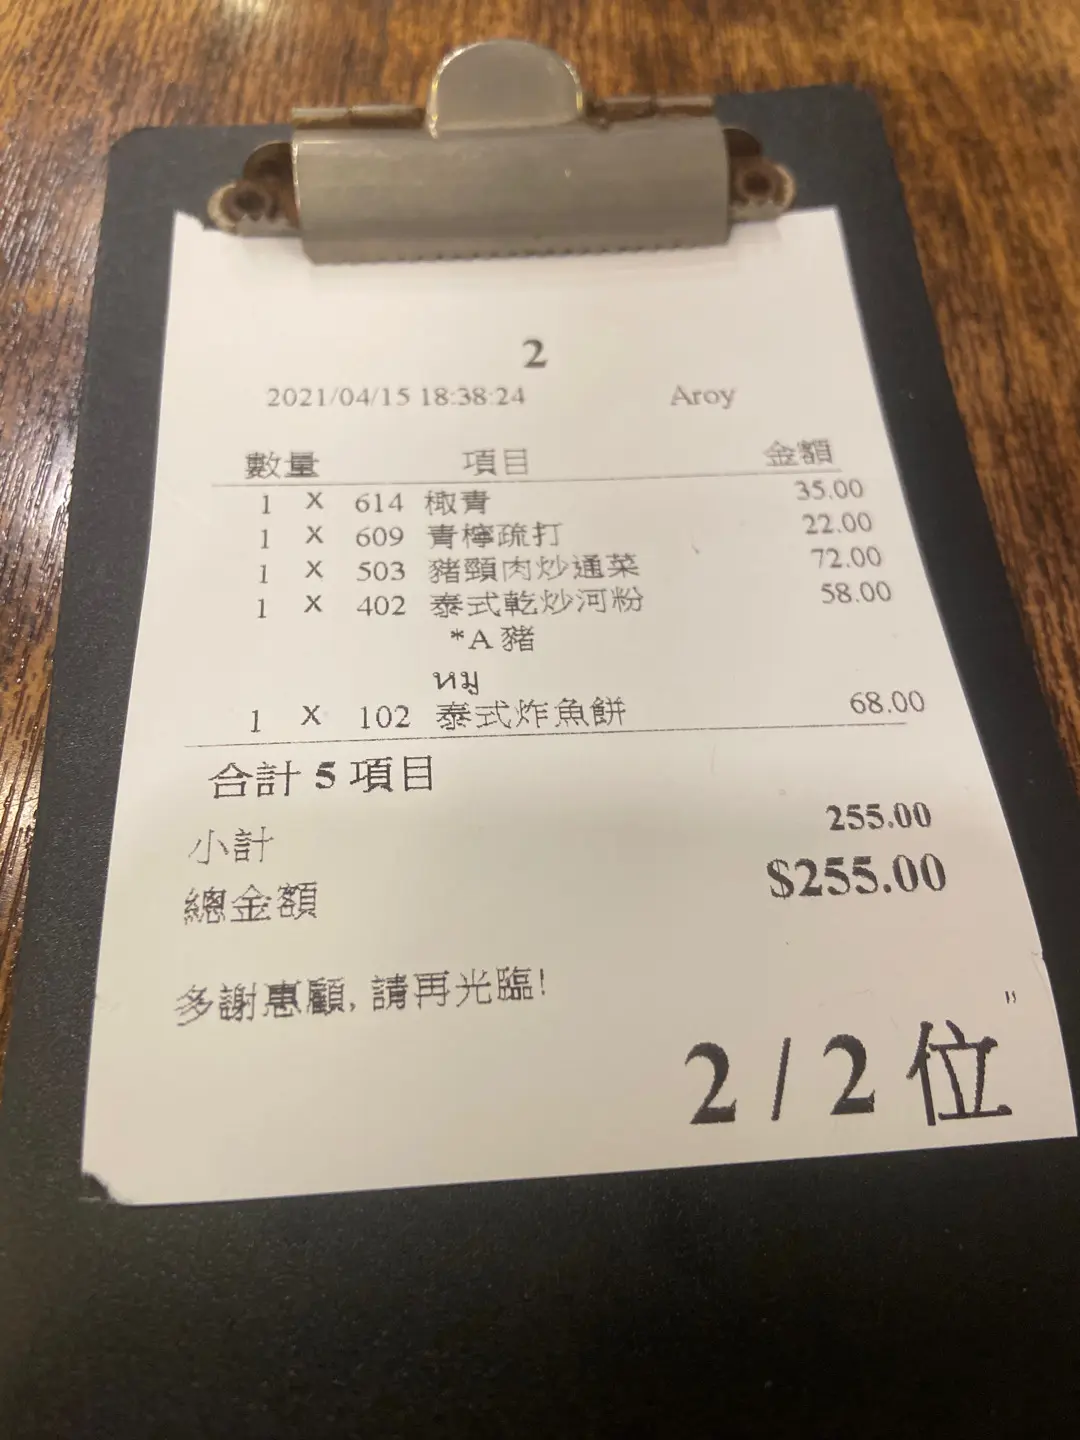 2
2021/04/15 18:38:24 Aroy
數量 項目 金額
1 X 614 椰青 35.00
1 X 609 青檸疏打 22.00
1 X 503 豬頸肉炒通菜 72.00
1 X 402 泰式乾炒河粉 58.00
*A 豬
หมู
1 X 102 泰式炸魚餅 68.00
合計 5 項目
小計 255.00
總金額 $255.00
多謝惠顧, 請再光臨!
"
2 / 2 位